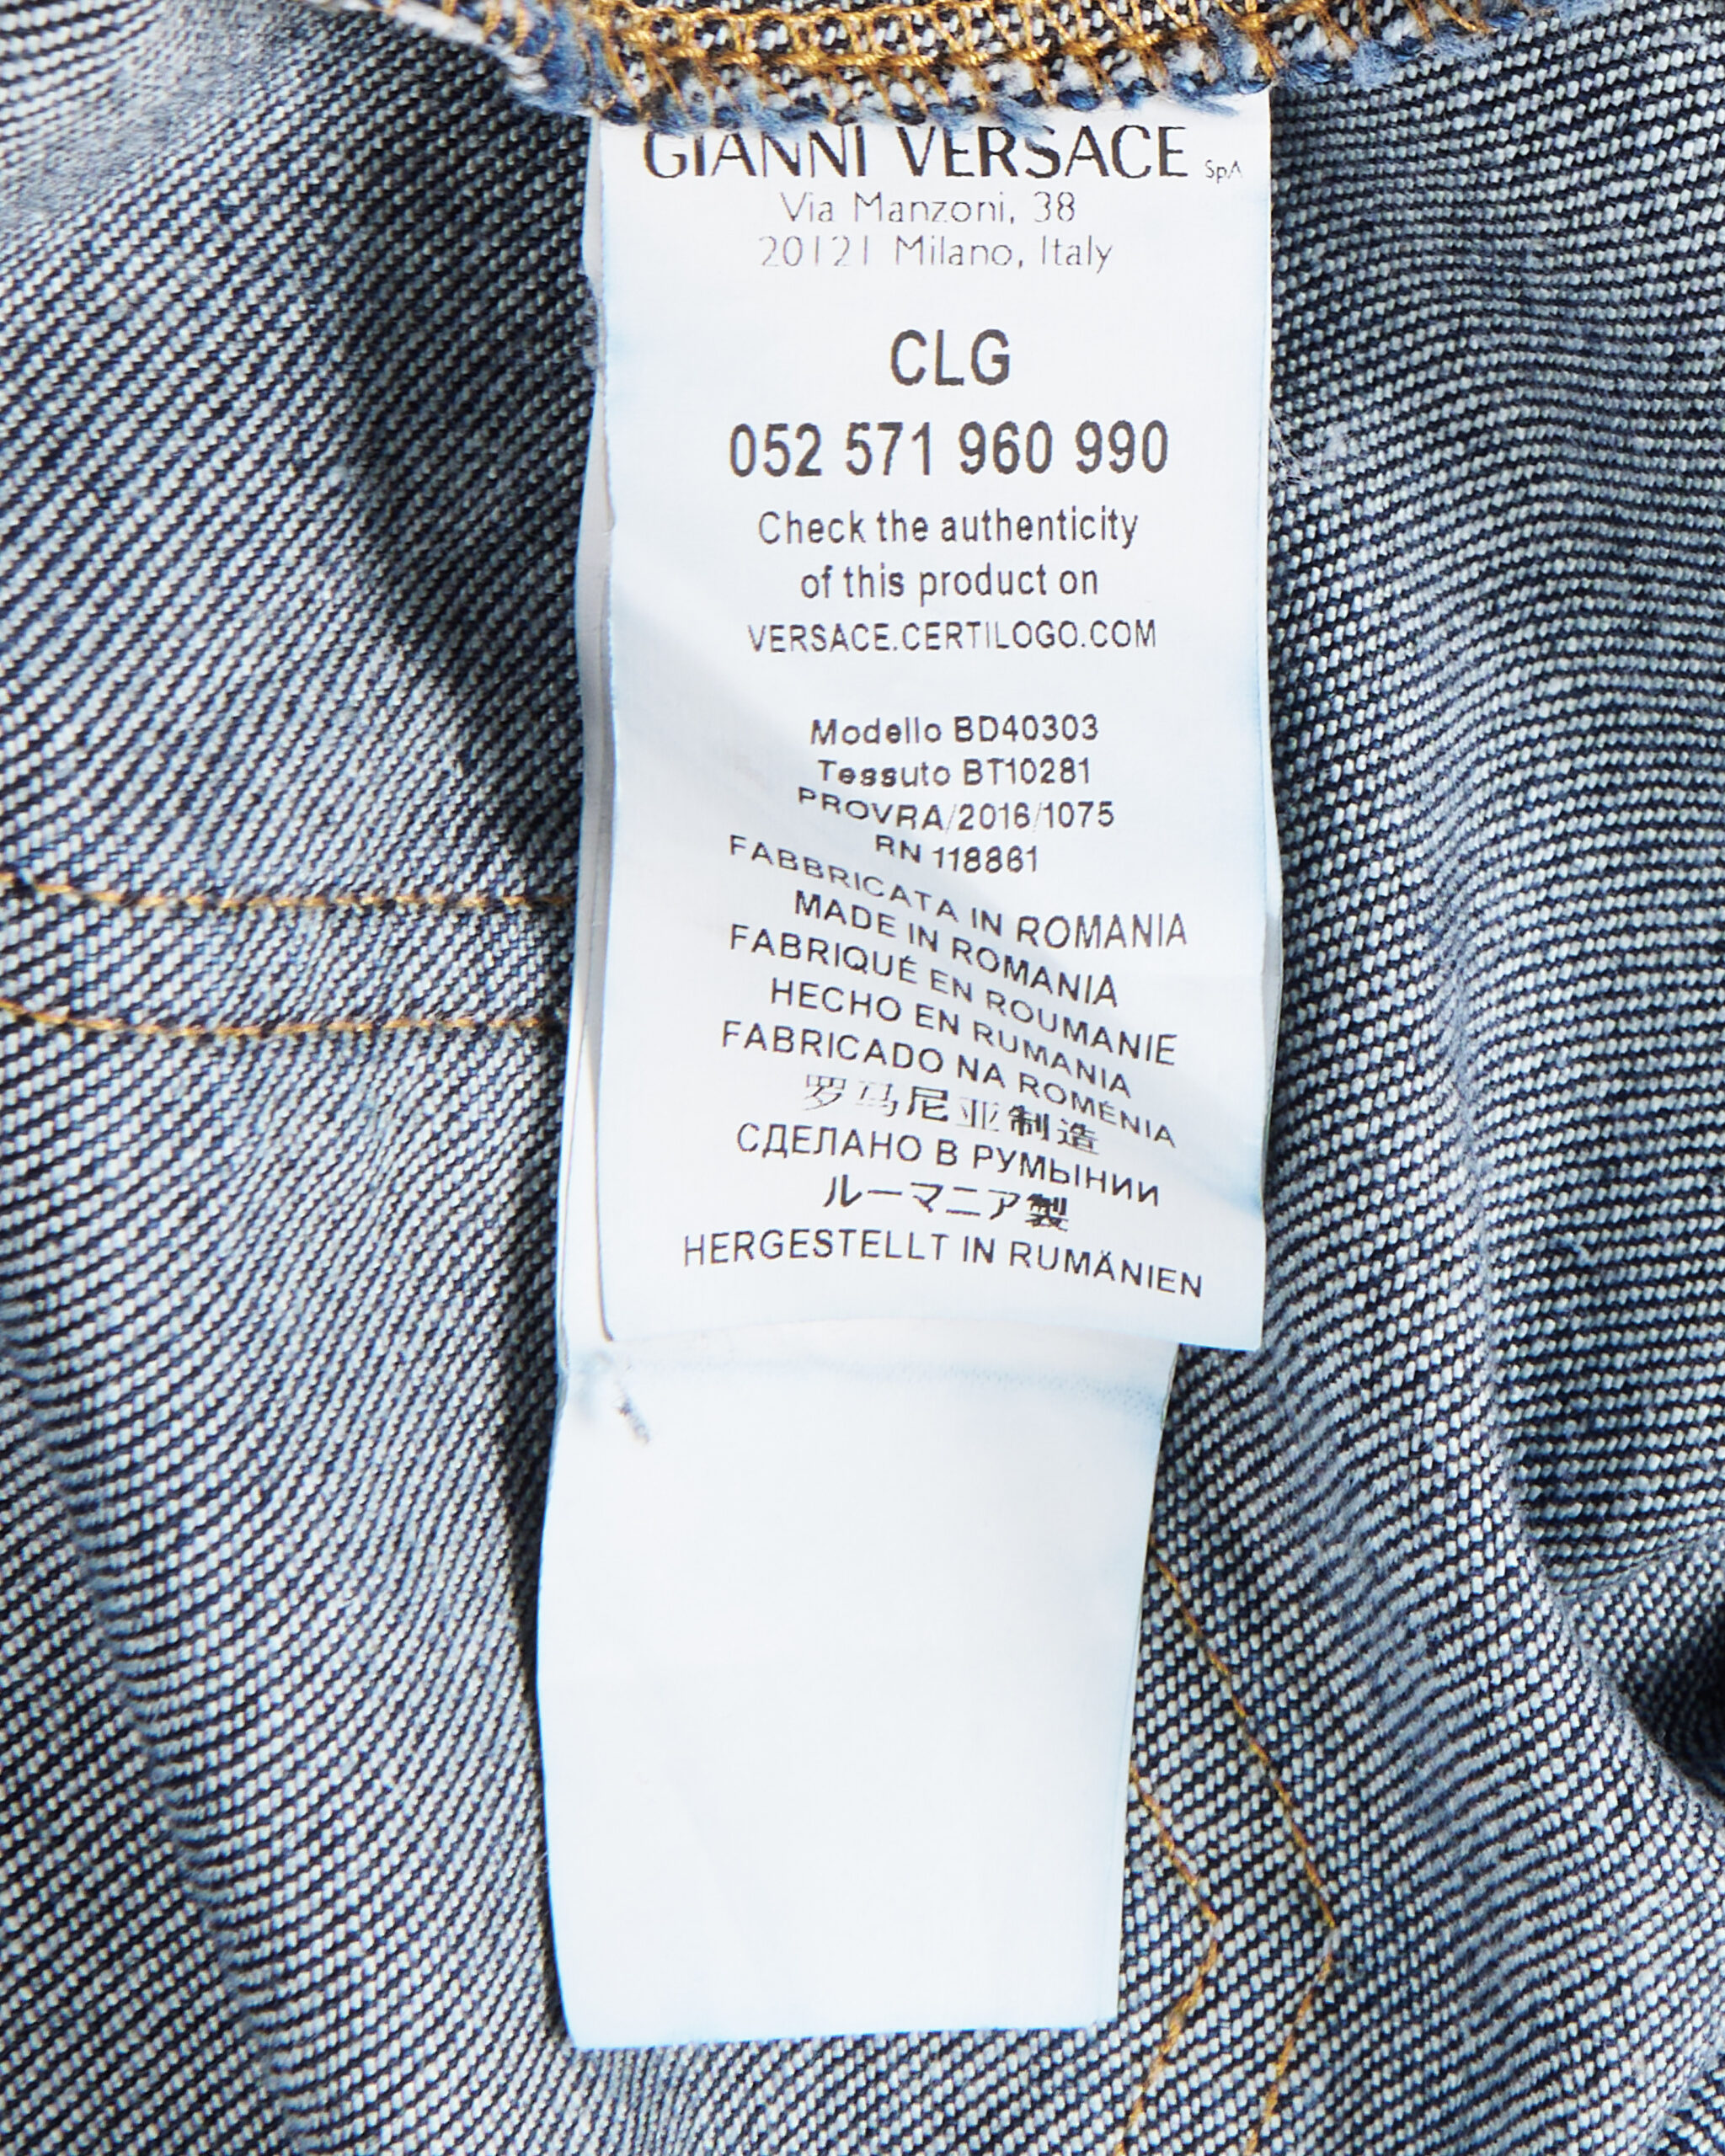 GIANNI VERSACE SpA
Via Manzoni, 38
20121 Milano, Italy
CLG
052 571 960 990
Check the authenticity
of this product on
VERSACE.CERTILOGO.COM
Modello BD40303
Tessuto BT10281
PROVRA/2016/1075
RN 118861
FABBRICATA IN ROMANIA
MADE IN ROMANIA
FABRIQUÉ EN ROUMANIE
HECHO EN RUMANIA
FABRICADO NA ROMÉNIA
罗马尼亚制造
СДЕЛАНО В РУМЫНИИ
ルーマニア製
HERGESTELLT IN RUMÄNIEN